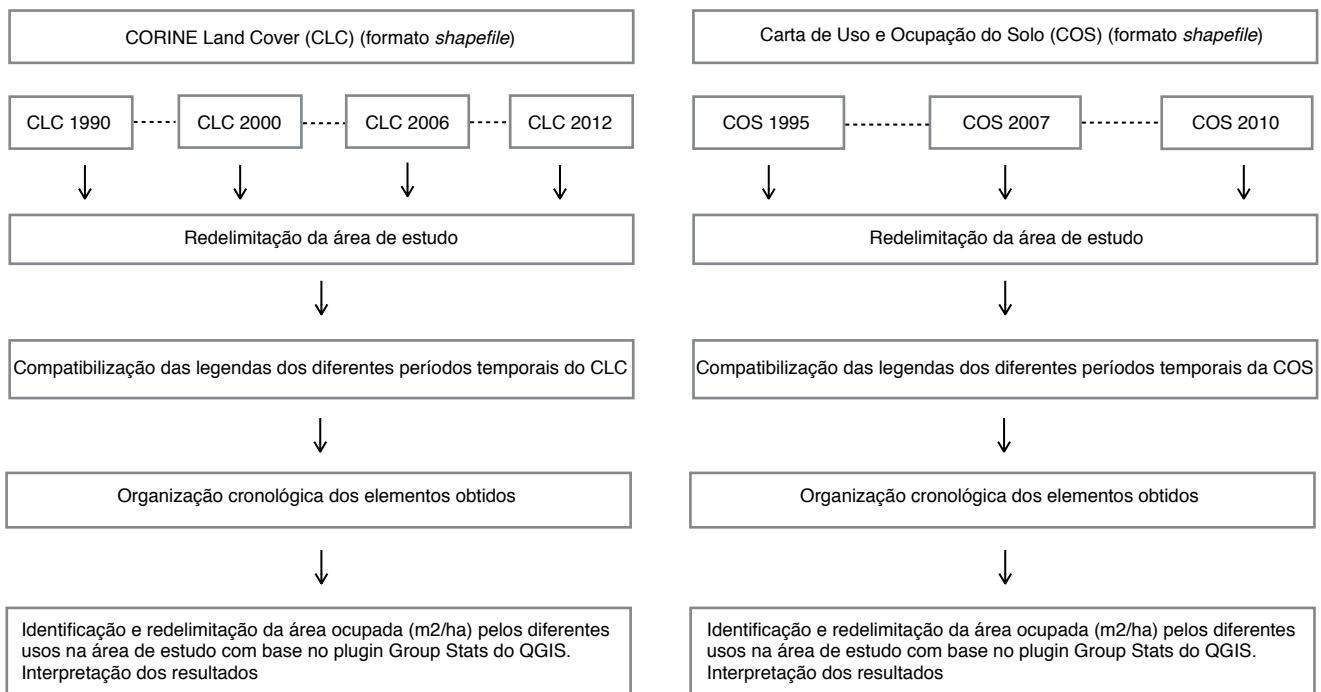 CORINE Land Cover (CLC) (formato shapefile)
CLC 1990
CLC 2000
CLC 2006
CLC 2012
Redelimitação da área de estudo
Compatibilização das legendas dos diferentes períodos temporais do CLC
Organização cronológica dos elementos obtidos
Identificação e redelimitação da área ocupada (m2/ha) pelos diferentes
usos na área de estudo com base no plugin Group Stats do QGIS.
Interpretação dos resultados
Carta de Uso e Ocupação do Solo (COS) (formato shapefile)
COS 1995
COS 2007
COS 2010
Redelimitação da área de estudo
Compatibilização das legendas dos diferentes períodos temporais da COS
Organização cronológica dos elementos obtidos
Identificação e redelimitação da área ocupada (m2/ha) pelos diferentes
usos na área de estudo com base no plugin Group Stats do QGIS.
Interpretação dos resultados